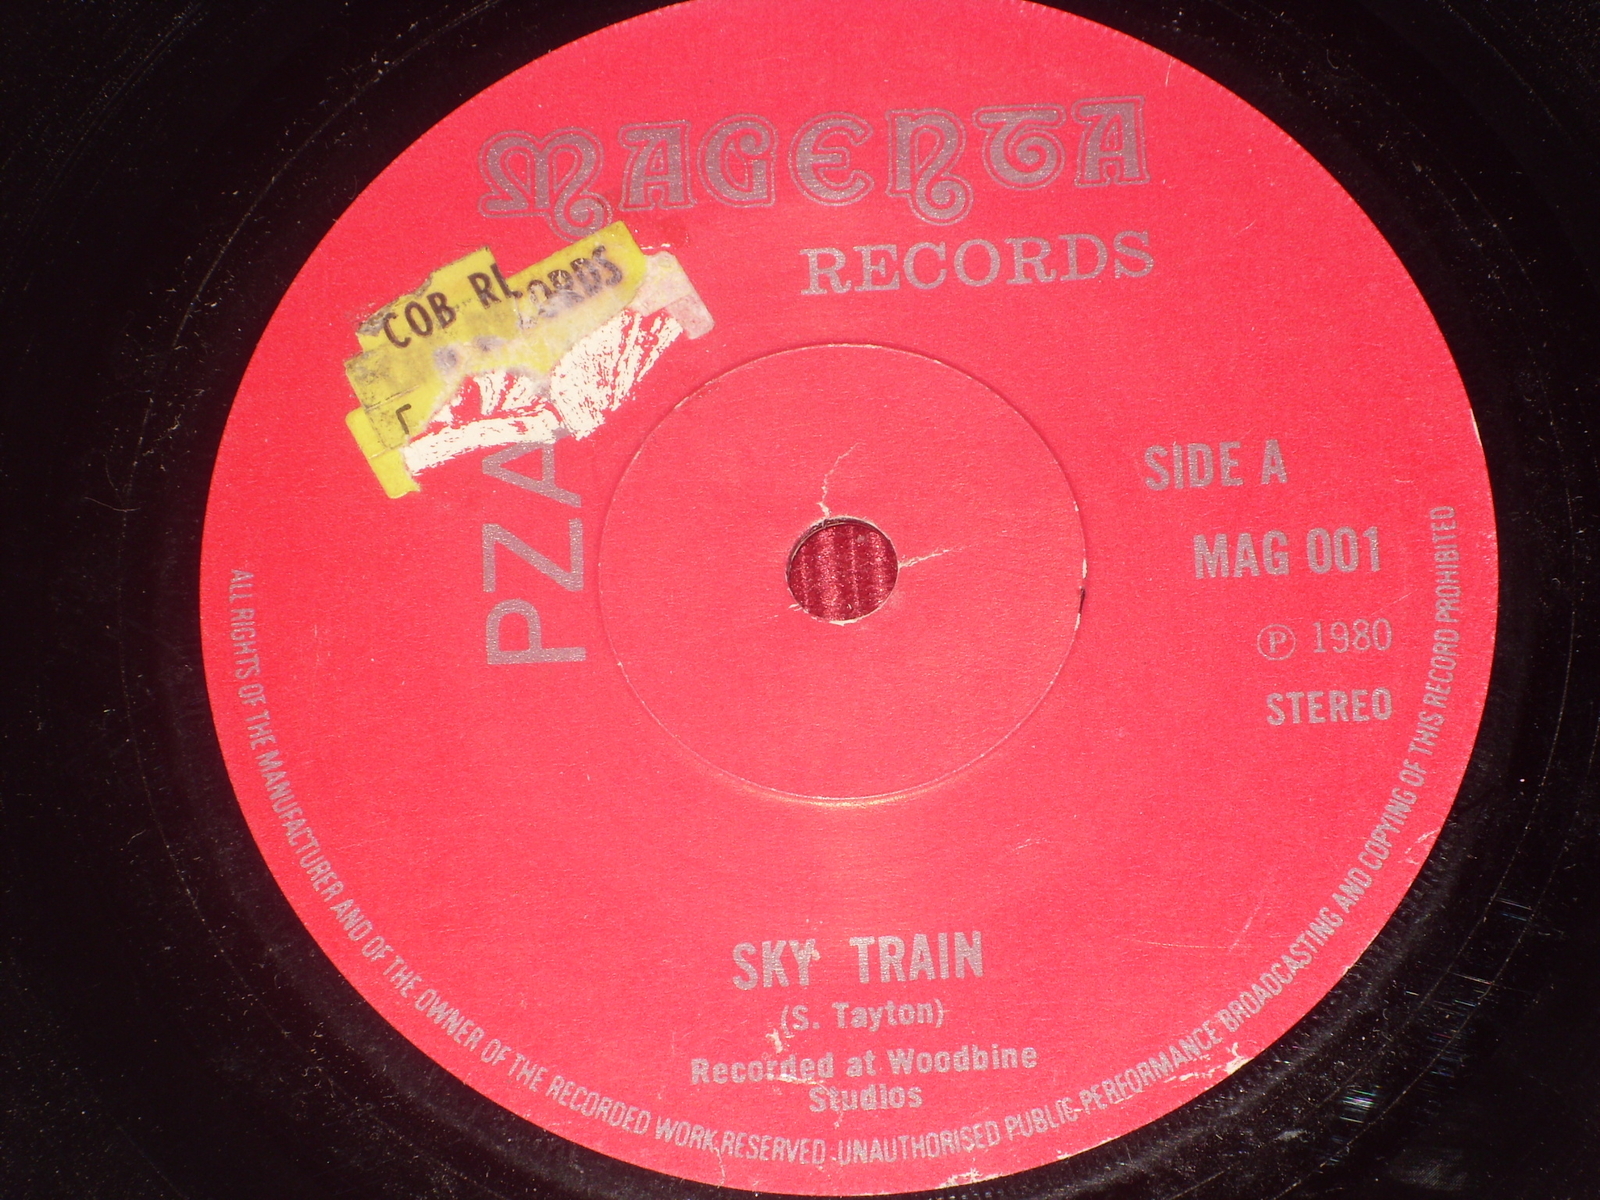 MAGENTA
RECORDS
COB RECORDS
PZA
SIDE A
MAG 001
℗ 1980
STEREO
SKY TRAIN
(S. Tayton)
Recorded at Woodbine
Studios
ALL RIGHTS OF THE MANUFACTURER AND OF THE OWNER OF THE RECORDED WORK RESERVED-UNAUTHORISED PUBLIC PERFORMANCE BROADCASTING AND COPYING OF THIS RECORD PROHIBITED